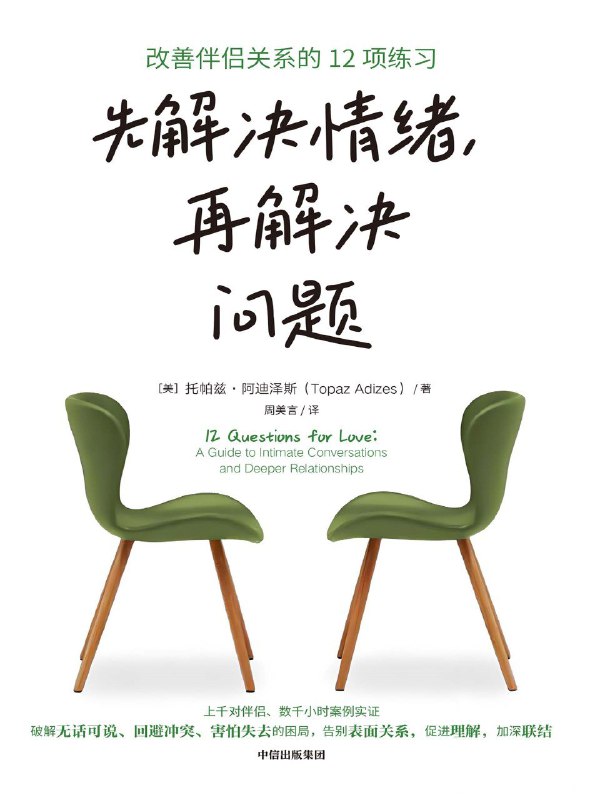 改善伴侣关系的 12 项练习
先解决情绪,
再解决
问题
［美］托帕兹·阿迪泽斯（Topaz Adizes）/ 著
周美言 / 译
12 Questions for Love:
A Guide to Intimate Conversations
and Deeper Relationships
上千对伴侣、数千小时案例实证
破解无话可说、回避冲突、害怕失去的困局，告别表面关系，促进理解，加深联结
中信出版集团